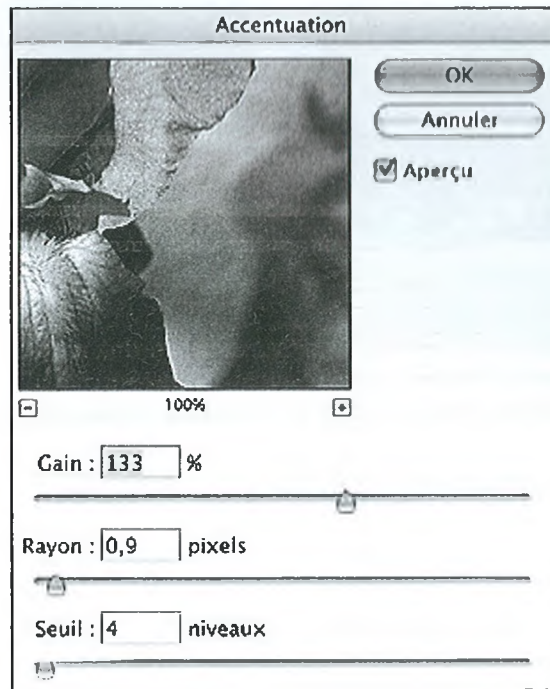 Accentuation
OK
Annuler
Aperçu
100%
Gain : 133 %
Rayon : 0,9 pixels
Seuil : 4 niveaux